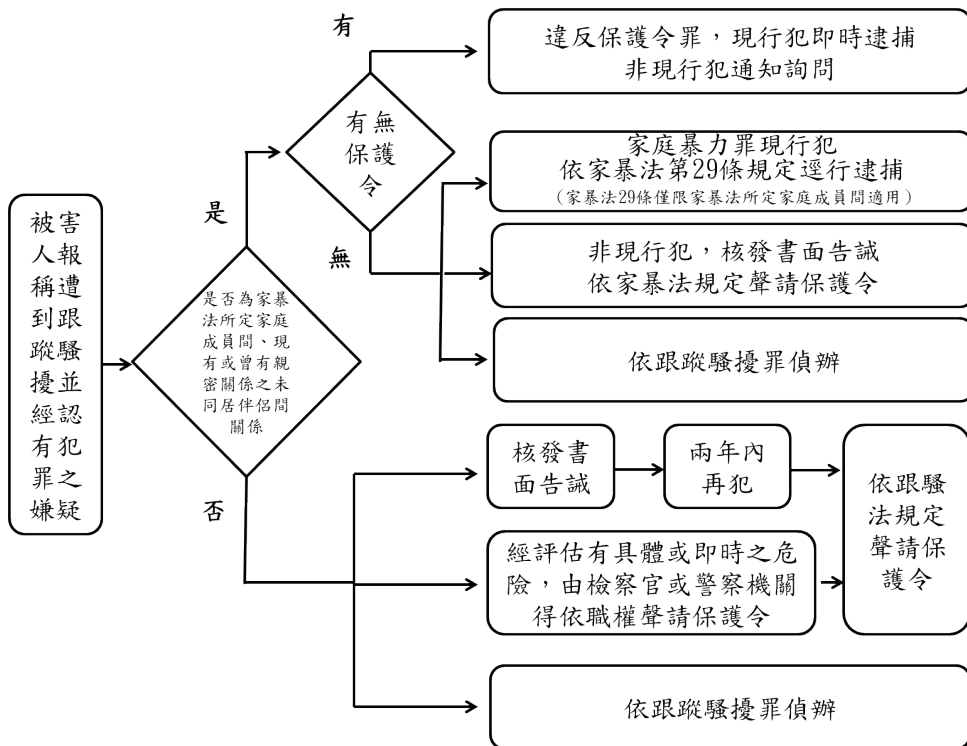 被害
人報
稱遭
到跟
蹤騷
擾並
經認
有犯
罪之
嫌疑
是
否
是否為家暴
法所定家庭
成員間、現
有或曾有親
密關係之未
同居伴侶間
關係
有
無
有無
保護
令
違反保護令罪，現行犯即時逮捕
非現行犯通知詢問
家庭暴力罪現行犯
依家暴法第29條規定逕行逮捕
(家暴法29條僅限家暴法所定家庭成員間適用)
非現行犯，核發書面告誡
依家暴法規定聲請保護令
依跟蹤騷擾罪偵辦
核發書
面告誡
兩年內
再犯
依跟騷
法規定
聲請保
護令
經評估有具體或即時之危
險，由檢察官或警察機關
得依職權聲請保護令
依跟蹤騷擾罪偵辦